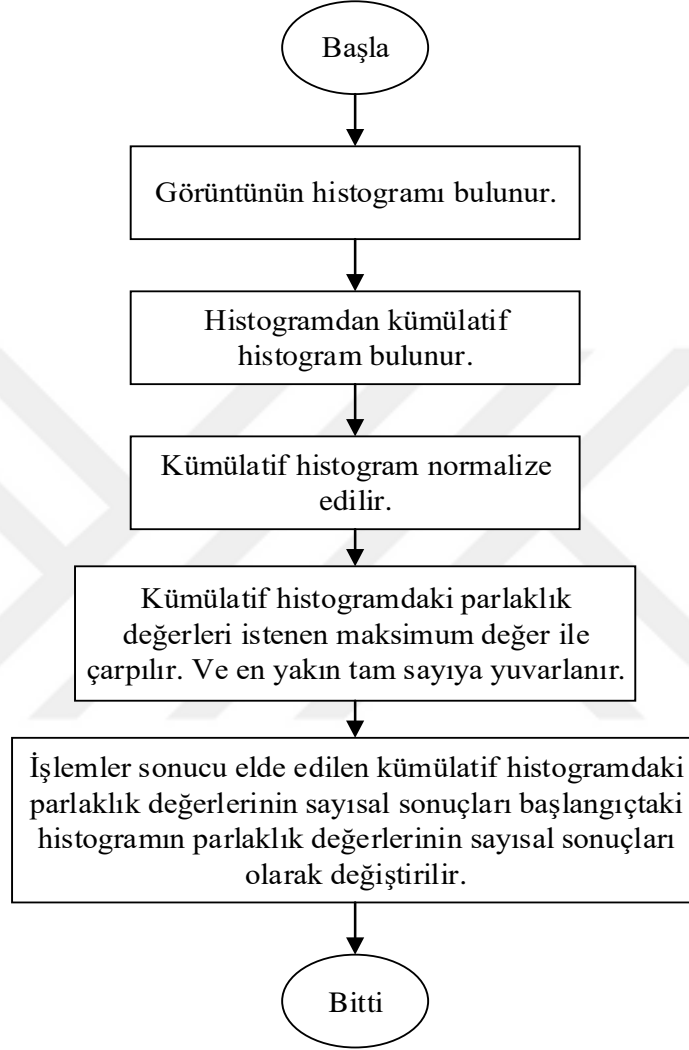 Başla
Görüntünün histogramı bulunur.
Histogramdan kümülatif
histogram bulunur.
Kümülatif histogram normalize
edilir.
Kümülatif histogramdaki parlaklık
değerleri istenen maksimum değer ile
çarpılır. Ve en yakın tam sayıya yuvarlanır.
İşlemler sonucu elde edilen kümülatif histogramdaki
parlaklık değerlerinin sayısal sonuçları başlangıçtaki
histogramın parlaklık değerlerinin sayısal sonuçları
olarak değiştirilir.
Bitti